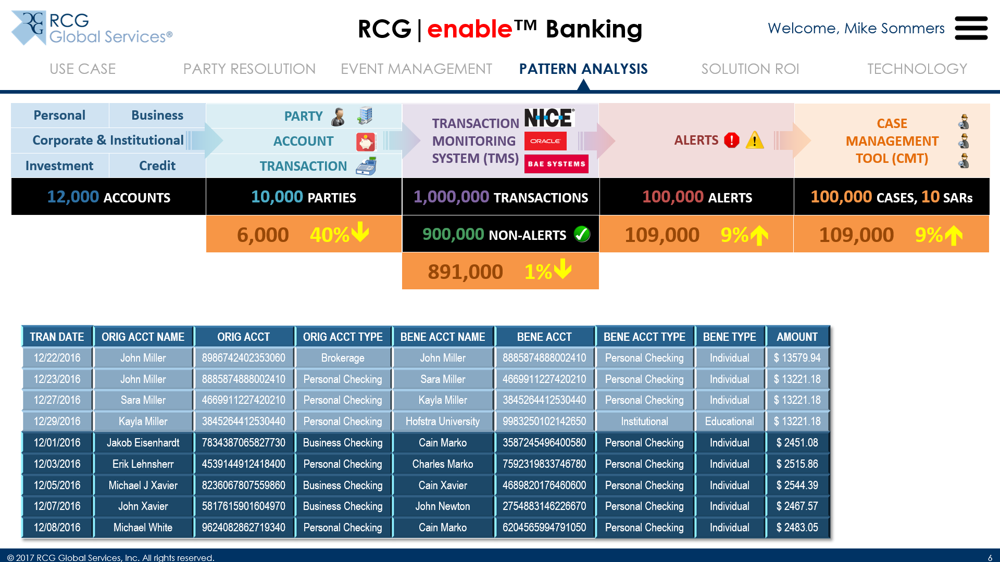 RCG
Global Services®
RCG|enable™ Banking
Welcome, Mike Sommers
USE CASE PARTY RESOLUTION EVENT MANAGEMENT PATTERN ANALYSIS SOLUTION ROI TECHNOLOGY
Personal Business
Corporate & Institutional
Investment Credit
PARTY
ACCOUNT
TRANSACTION
TRANSACTION
MONITORING
SYSTEM (TMS)
NICE®
ORACLE
BAE SYSTEMS
ALERTS
CASE
MANAGEMENT
TOOL (CMT)
12,000 ACCOUNTS 10,000 PARTIES 1,000,000 TRANSACTIONS 100,000 ALERTS 100,000 CASES, 10 SARs
6,000 40% 900,000 NON-ALERTS 109,000 9% 109,000 9%
891,000 1%
TRAN DATE ORIG ACCT NAME ORIG ACCT ORIG ACCT TYPE BENE ACCT NAME BENE ACCT BENE ACCT TYPE BENE TYPE AMOUNT
12/22/2016 John Miller 8986742402353060 Brokerage John Miller 8885874888002410 Personal Checking Individual $ 13579.94
12/23/2016 John Miller 8885874888002410 Personal Checking Sara Miller 4669911227420210 Personal Checking Individual $ 13221.18
12/27/2016 Sara Miller 4669911227420210 Personal Checking Kayla Miller 3845264412530440 Personal Checking Individual $ 13221.18
12/29/2016 Kayla Miller 3845264412530440 Personal Checking Hofstra University 9983250102142650 Institutional Educational $ 13221.18
12/01/2016 Jakob Eisenhardt 7834387065827730 Business Checking Cain Marko 3587245496400580 Personal Checking Individual $ 2451.08
12/03/2016 Erik Lehnsherr 4539144912418400 Personal Checking Charles Marko 7592319833746780 Personal Checking Individual $ 2515.86
12/05/2016 Michael J Xavier 8236067807559860 Business Checking Cain Xavier 4689820176460600 Personal Checking Individual $ 2544.39
12/07/2016 John Xavier 5817615901604970 Business Checking John Newton 2754883146226670 Personal Checking Individual $ 2467.57
12/08/2016 Michael White 9624082862719340 Personal Checking Cain Marko 6204565994791050 Personal Checking Individual $ 2483.05
© 2017 RCG Global Services, Inc. All rights reserved. 6